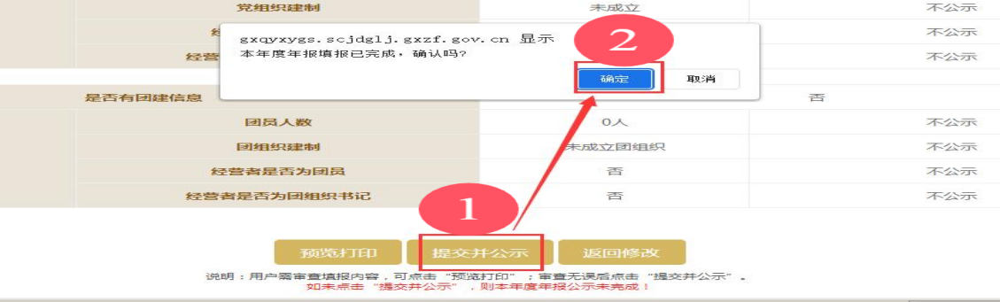 党组织建制 未成立 不公示
经 不公示
经营 不公示
gxqyxygs.scjdglj.gxzf.gov.cn 显示
本年度年报填报已完成，确认吗?
确定 取消
2
是否有团建信息 否
团员人数 0人 不公示
团组织建制 未成立团组织 不公示
经营者是否为团员 否 不公示
经营者是否为团组织书记 否 不公示
1
预览打印 提交并公示 返回修改
说明：用户需审查填报内容，可点击“预览打印”；审查无误后点击“提交并公示”。
如未点击“提交并公示”，则本年度年报公示未完成！